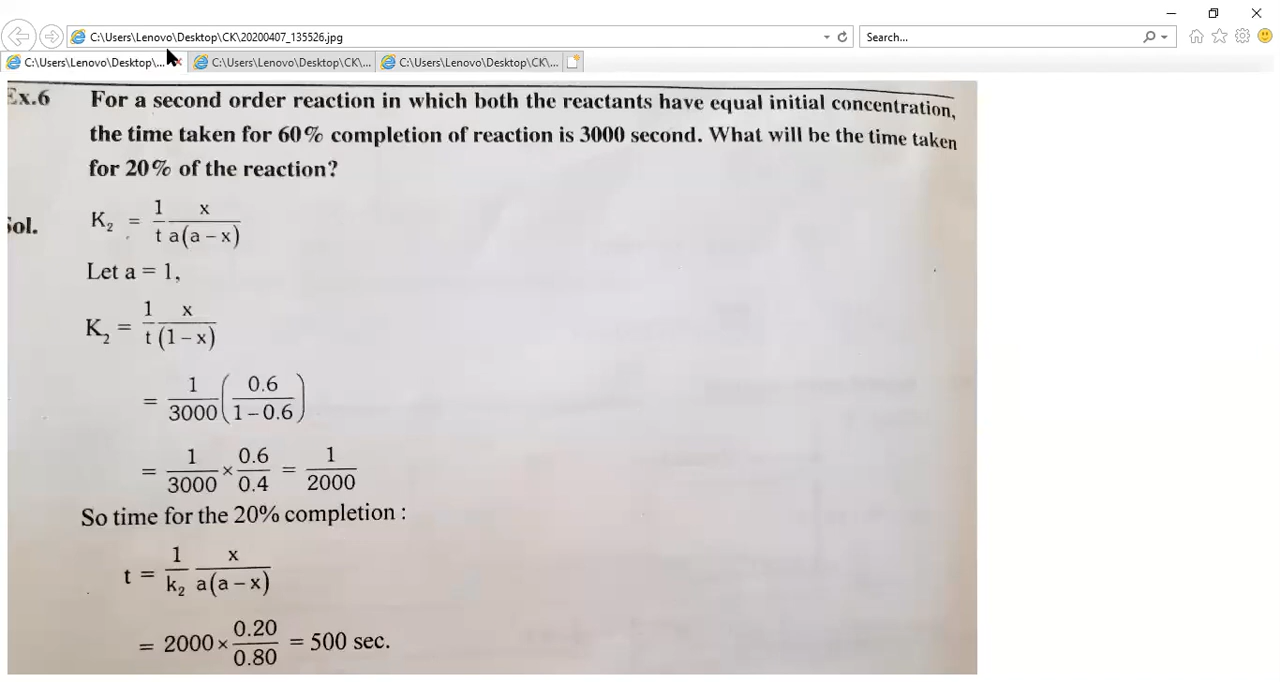 C:\Users\Lenovo\Desktop\CK\20200407_135526.jpg
Search...
C:\Users\Lenovo\Desktop\... C:\Users\Lenovo\Desktop\CK\... C:\Users\Lenovo\Desktop\CK\...
Ex.6 For a second order reaction in which both the reactants have equal initial concentration,
the time taken for 60% completion of reaction is 3000 second. What will be the time taken
for 20% of the reaction?
Sol. K₂ = 1/t x/a(a – x)
Let a = 1,
K₂ = 1/t x/(1 – x)
= 1/3000 (0.6/1 – 0.6)
= 1/3000 × 0.6/0.4 = 1/2000
So time for the 20% completion :
t = 1/k₂ x/a(a – x)
= 2000 × 0.20/0.80 = 500 sec.